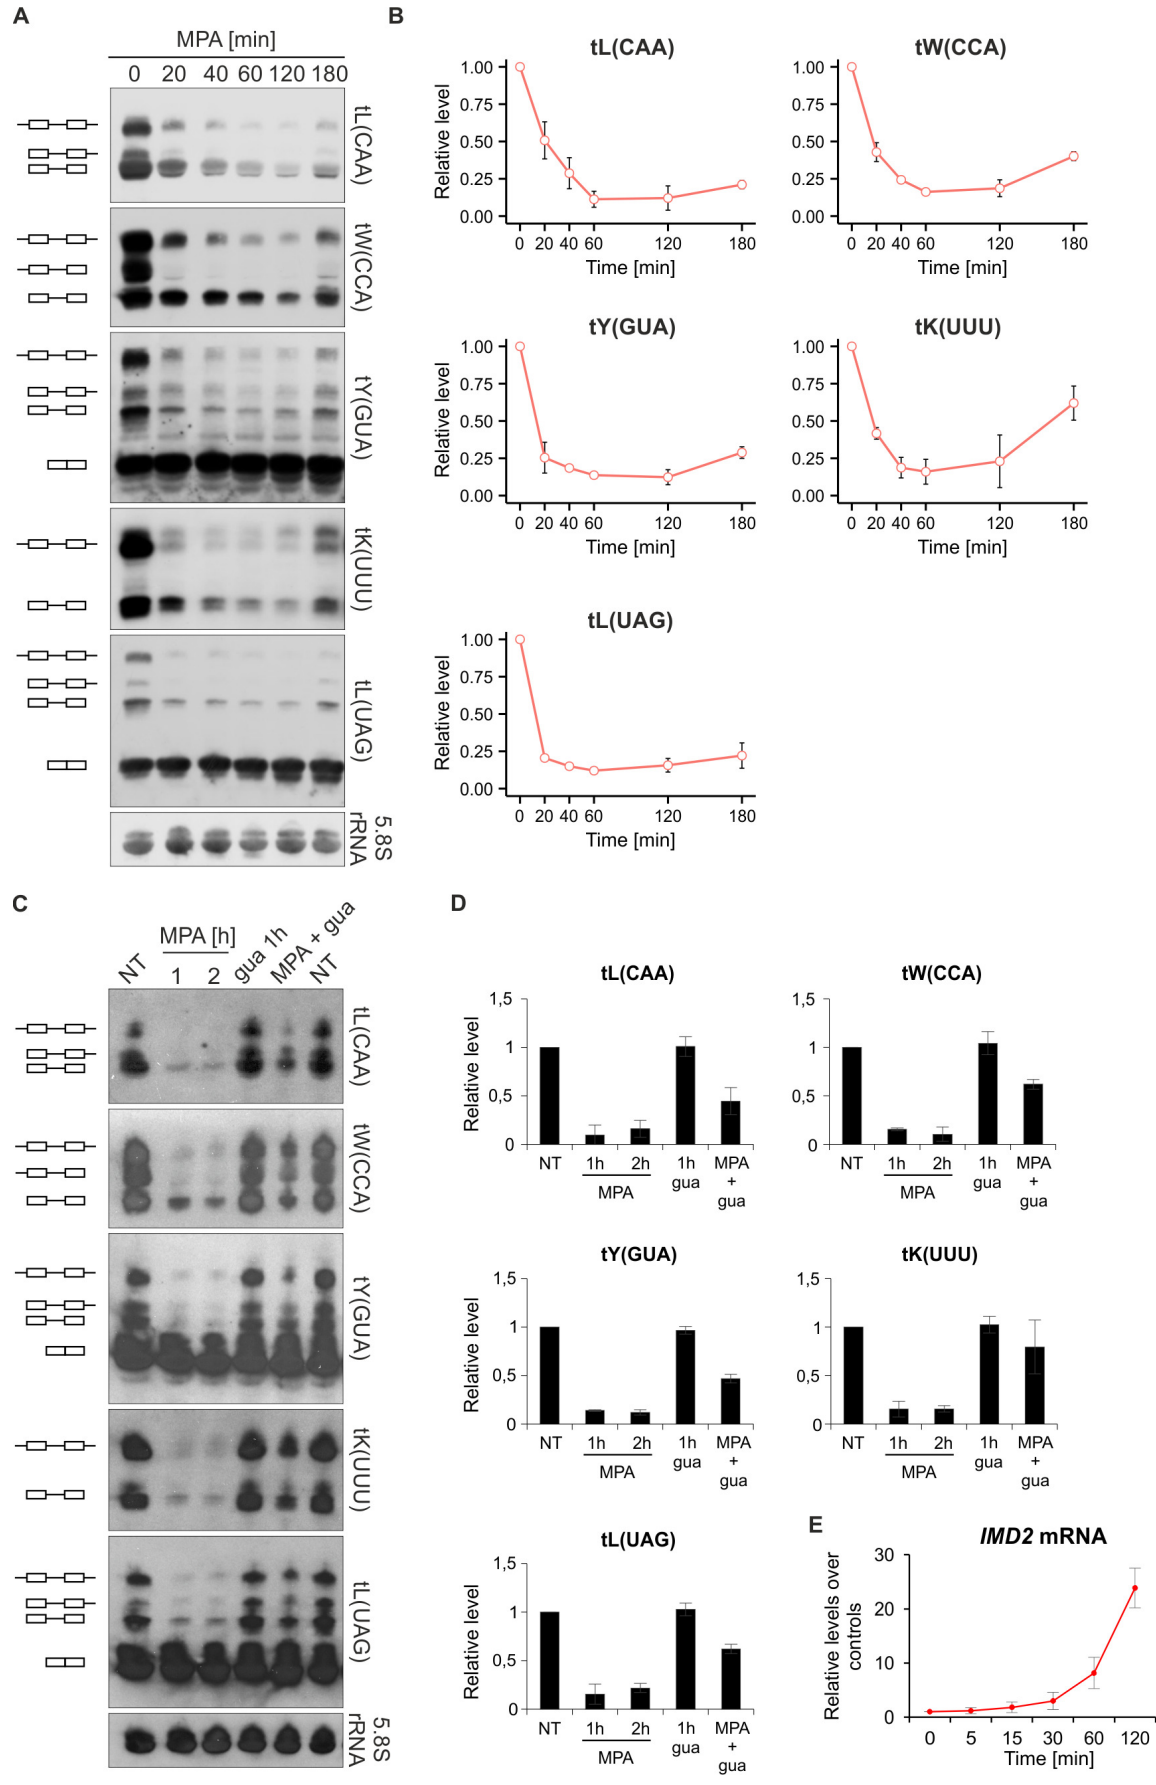 A
MPA [min]
0 20 40 60 120 180
tL(CAA)
tW(CCA)
tY(GUA)
tK(UUU)
tL(UAG)
5.8S
rRNA
B
tL(CAA)
Relative level
1.00
0.75
0.50
0.25
0.00
0 20 40 60 120 180
Time [min]
tW(CCA)
1.00
0.75
0.50
0.25
0.00
0 20 40 60 120 180
Time [min]
tY(GUA)
Relative level
1.00
0.75
0.50
0.25
0.00
0 20 40 60 120 180
Time [min]
tK(UUU)
1.00
0.75
0.50
0.25
0.00
0 20 40 60 120 180
Time [min]
tL(UAG)
Relative level
1.00
0.75
0.50
0.25
0.00
0 20 40 60 120 180
Time [min]
C
MPA [h]
NT 1 2 gua 1h MPA + gua NT
tL(CAA)
tW(CCA)
tY(GUA)
tK(UUU)
tL(UAG)
5.8S
rRNA
D
tL(CAA)
Relative level
1,5
1
0,5
0
NT 1h 2h 1h MPA
MPA gua +
gua
tW(CCA)
1,5
1
0,5
0
NT 1h 2h 1h MPA
MPA gua +
gua
tY(GUA)
Relative level
1,5
1
0,5
0
NT 1h 2h 1h MPA
MPA gua +
gua
tK(UUU)
1,5
1
0,5
0
NT 1h 2h 1h MPA
MPA gua +
gua
tL(UAG)
Relative level
1,5
1
0,5
0
NT 1h 2h 1h MPA
MPA gua +
gua
E
IMD2 mRNA
Relative levels over
controls
30
20
10
0
0 5 15 30 60 120
Time [min]